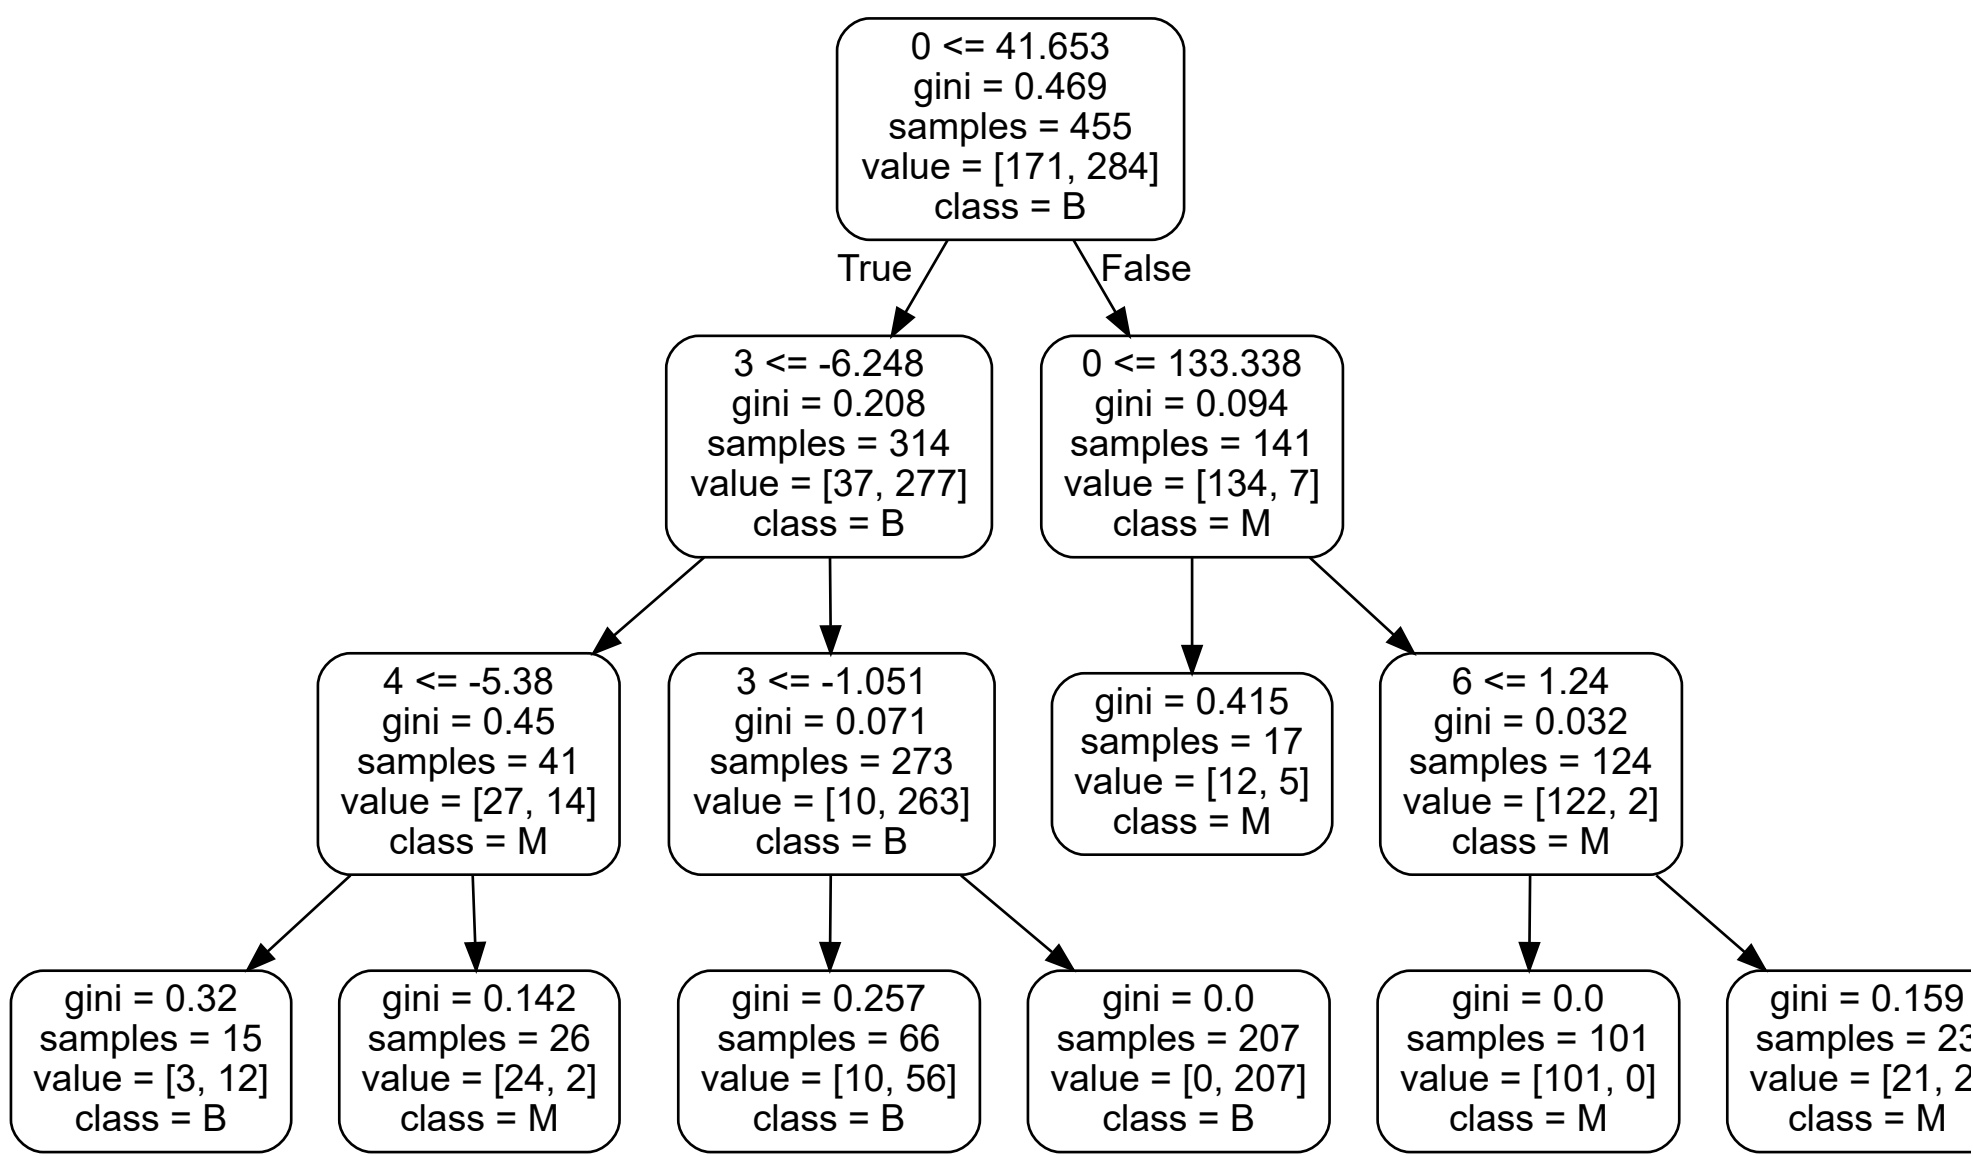 0 <= 41.653
gini = 0.469
samples = 455
value = [171, 284]
class = B
True
False
3 <= -6.248
gini = 0.208
samples = 314
value = [37, 277]
class = B
0 <= 133.338
gini = 0.094
samples = 141
value = [134, 7]
class = M
4 <= -5.38
gini = 0.45
samples = 41
value = [27, 14]
class = M
3 <= -1.051
gini = 0.071
samples = 273
value = [10, 263]
class = B
gini = 0.415
samples = 17
value = [12, 5]
class = M
6 <= 1.24
gini = 0.032
samples = 124
value = [122, 2]
class = M
gini = 0.32
samples = 15
value = [3, 12]
class = B
gini = 0.142
samples = 26
value = [24, 2]
class = M
gini = 0.257
samples = 66
value = [10, 56]
class = B
gini = 0.0
samples = 207
value = [0, 207]
class = B
gini = 0.0
samples = 101
value = [101, 0]
class = M
gini = 0.159
samples = 23
value = [21, 2
class = M